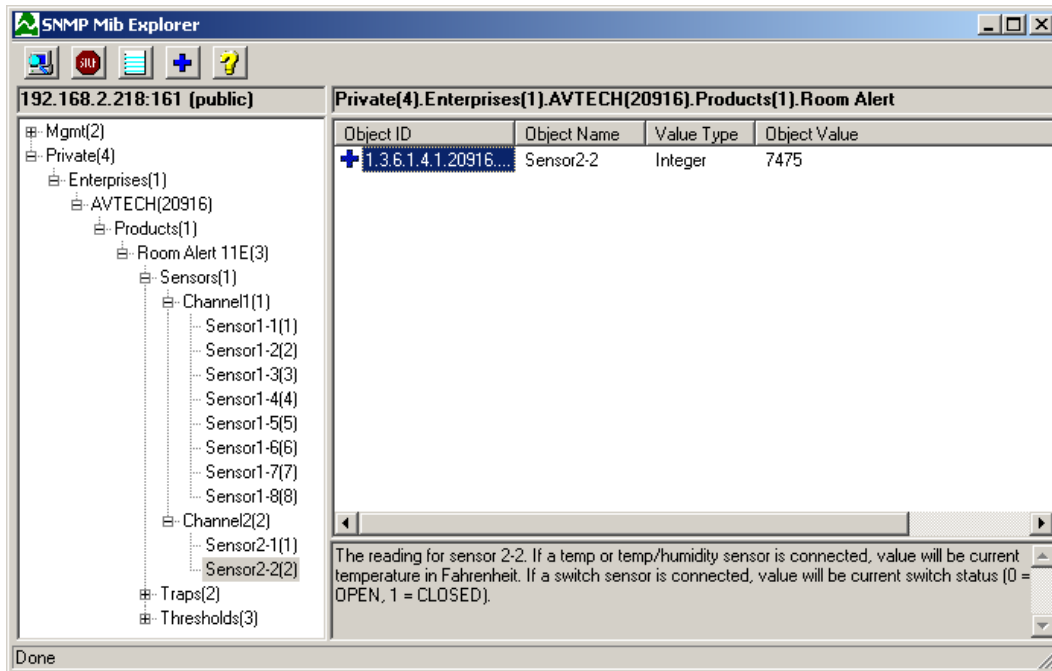 SNMP Mib Explorer
192.168.2.218:161 (public)
Private(4).Enterprises(1).AVTECH(20916).Products(1).Room Alert
Mgmt(2)
Private(4)
Enterprises(1)
AVTECH(20916)
Products(1)
Room Alert 11E(3)
Sensors(1)
Channel1(1)
Sensor1-1(1)
Sensor1-2(2)
Sensor1-3(3)
Sensor1-4(4)
Sensor1-5(5)
Sensor1-6(6)
Sensor1-7(7)
Sensor1-8(8)
Channel2(2)
Sensor2-1(1)
Sensor2-2(2)
Traps(2)
Thresholds(3)
Object ID Object Name Value Type Object Value
1.3.6.1.4.1.20916.... Sensor2-2 Integer 7475
The reading for sensor 2-2. If a temp or temp/humidity sensor is connected, value will be current
temperature in Fahrenheit. If a switch sensor is connected, value will be current switch status (0 =
OPEN, 1 = CLOSED).
Done